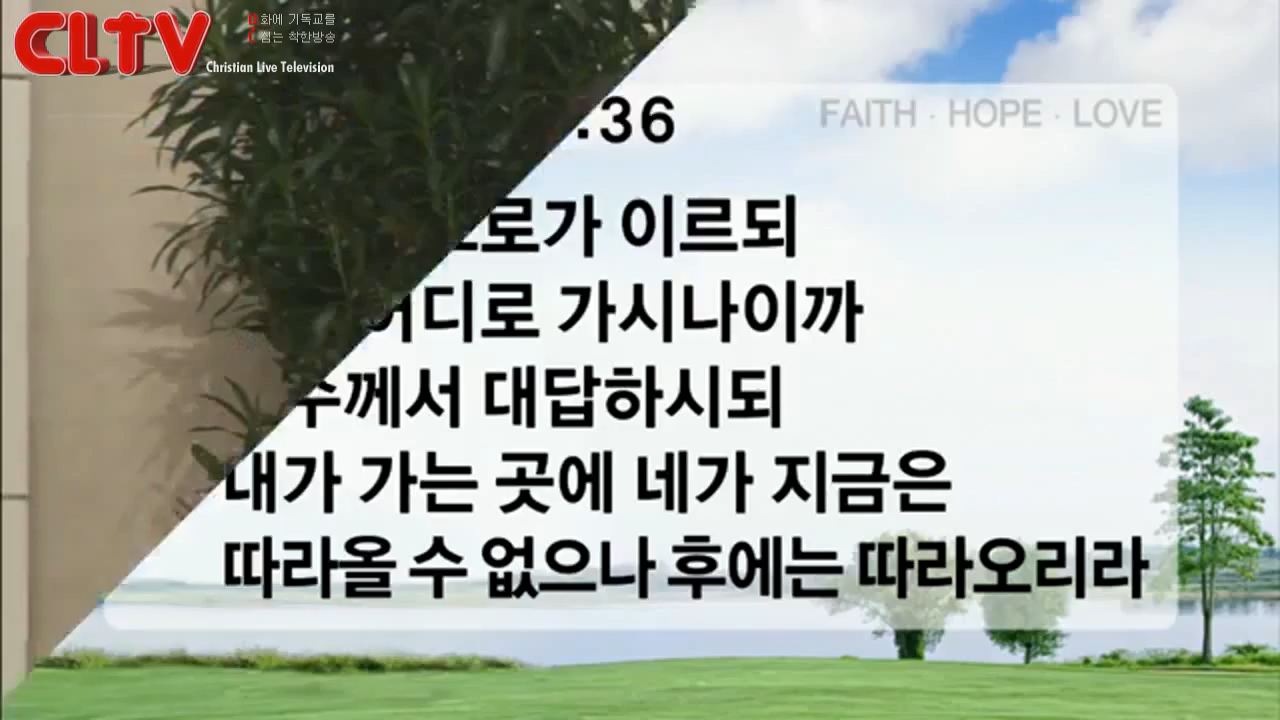 CLTV
화에 기독교를
썸는 착한방송
Christian Live Television
:36
FAITH · HOPE · LOVE
로가 이르되
어디로 가시나이까
수께서 대답하시되
내가 가는 곳에 네가 지금은
따라올 수 없으나 후에는 따라오리라